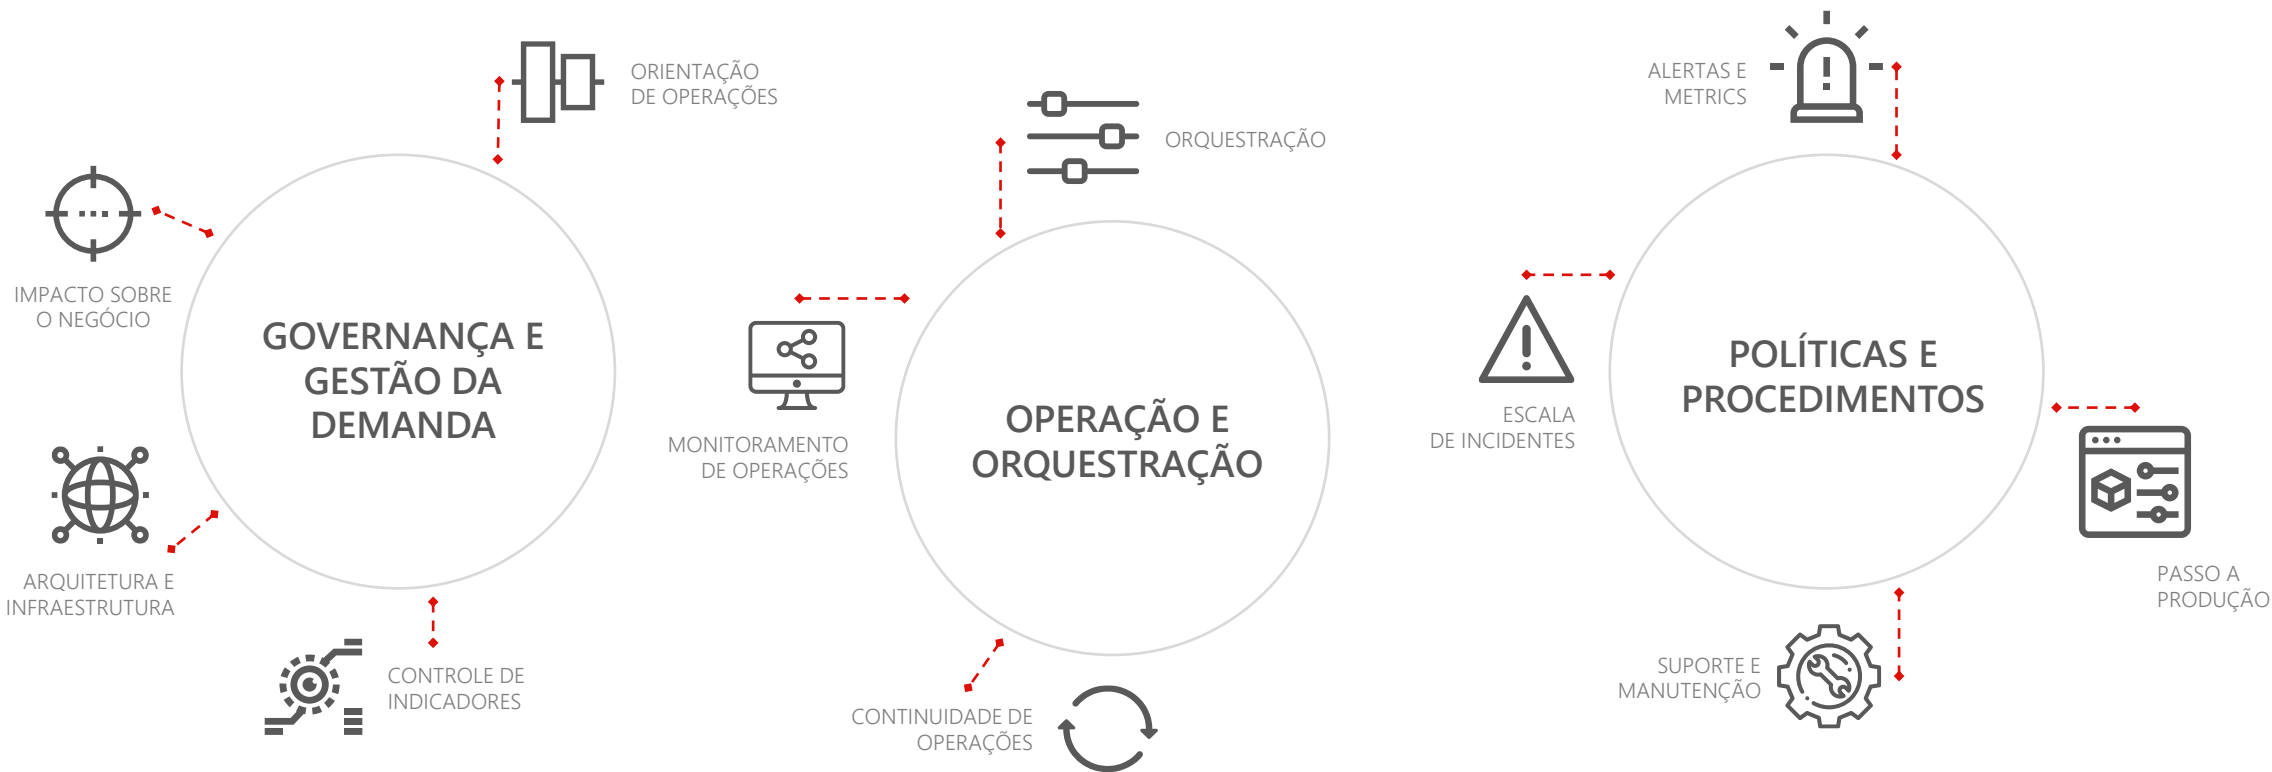 ORIENTAÇÃO
DE OPERAÇÕES
IMPACTO SOBRE
O NEGÓCIO
GOVERNANÇA E
GESTÃO DA
DEMANDA
ARQUITETURA E
INFRAESTRUTURA
CONTROLE DE
INDICADORES
ORQUESTRAÇÃO
MONITORAMENTO
DE OPERAÇÕES
OPERAÇÃO E
ORQUESTRAÇÃO
CONTINUIDADE DE
OPERAÇÕES
ALERTAS E
METRICS
ESCALA
DE INCIDENTES
POLÍTICAS E
PROCEDIMENTOS
PASSO A
PRODUÇÃO
SUPORTE E
MANUTENÇÃO